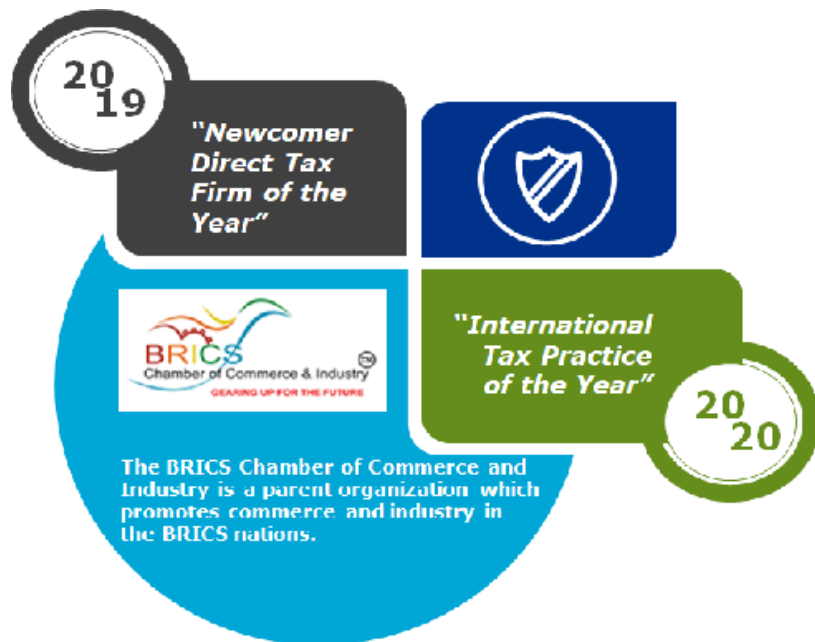 20
19
"Newcomer
Direct Tax
Firm of the
Year"
BRICS
Chamber of Commerce & Industry
TM
GEARING UP FOR THE FUTURE
"International
Tax Practice
of the Year"
20
20
The BRICS Chamber of Commerce and
Industry is a parent organization which
promotes commerce and industry in
the BRICS nations.